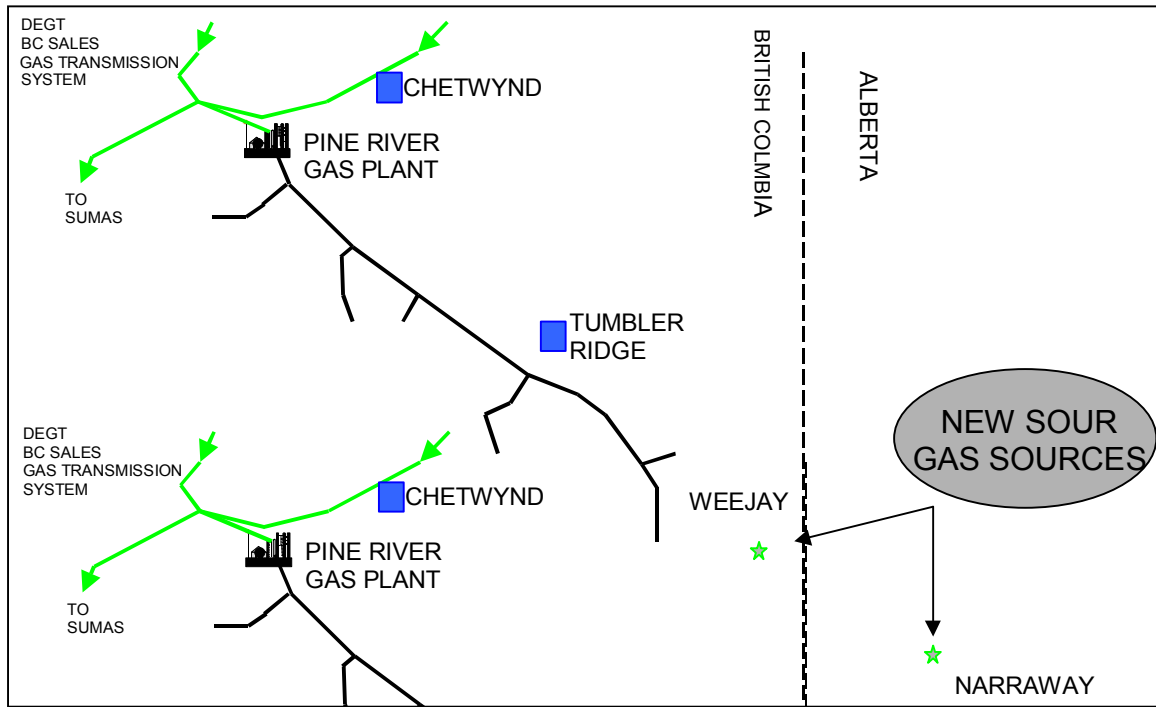 DEGT
BC SALES
GAS TRANSMISSION
SYSTEM
CHETWYND
PINE RIVER
GAS PLANT
TO
SUMAS
BRITISH COLMBIA
ALBERTA
TUMBLER
RIDGE
NEW SOUR
GAS SOURCES
DEGT
BC SALES
GAS TRANSMISSION
SYSTEM
CHETWYND
WEEJAY
PINE RIVER
GAS PLANT
TO
SUMAS
NARRAWAY